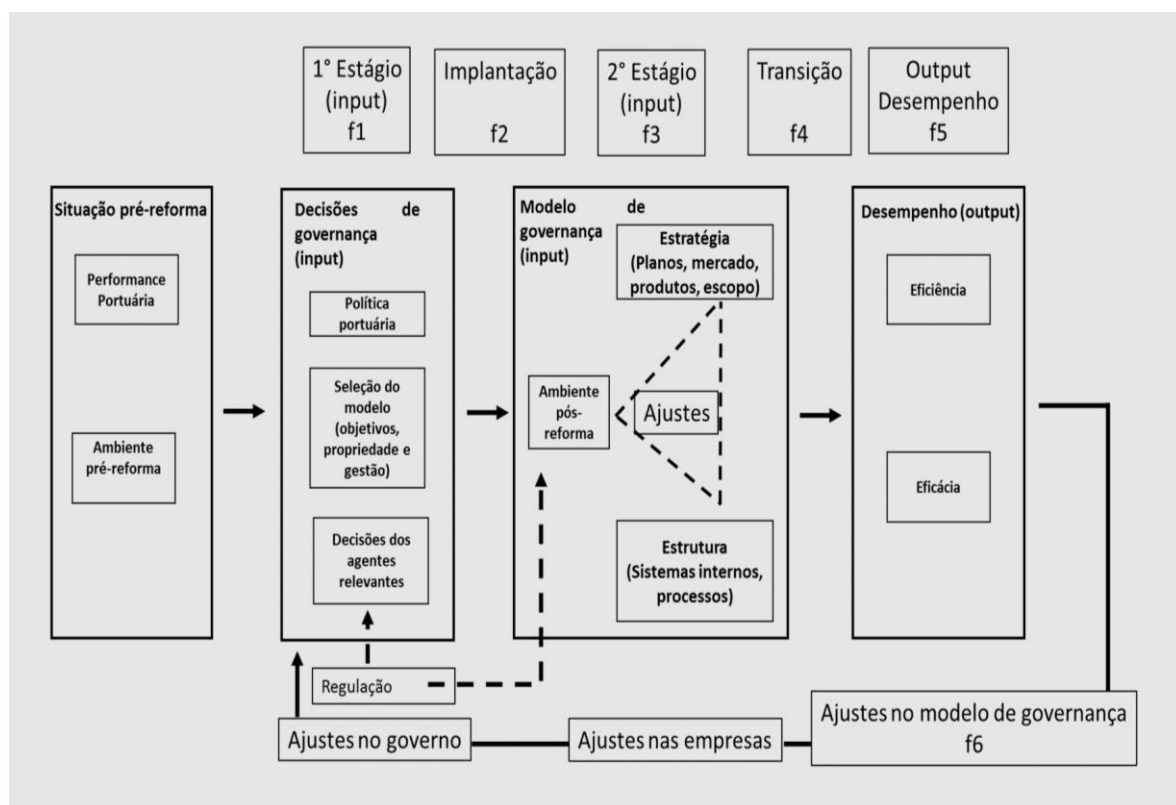 1° Estágio
(input)
f1
Implantação
f2
2° Estágio
(input)
f3
Transição
f4
Output
Desempenho
f5
Situação pré-reforma
Performance
Portuária
Ambiente
pré-reforma
Decisões de
governança
(input)
Política
portuária
Seleção do
modelo
(objetivos,
propriedade e
gestão)
Decisões dos
agentes
relevantes
Modelo de
governança
(input)
Estratégia
(Planos, mercado,
produtos, escopo)
Ambiente
pós-
reforma
Ajustes
Estrutura
(Sistemas internos,
processos)
Desempenho (output)
Eficiência
Eficácia
Regulação
Ajustes no governo
Ajustes nas empresas
Ajustes no modelo de governança
f6